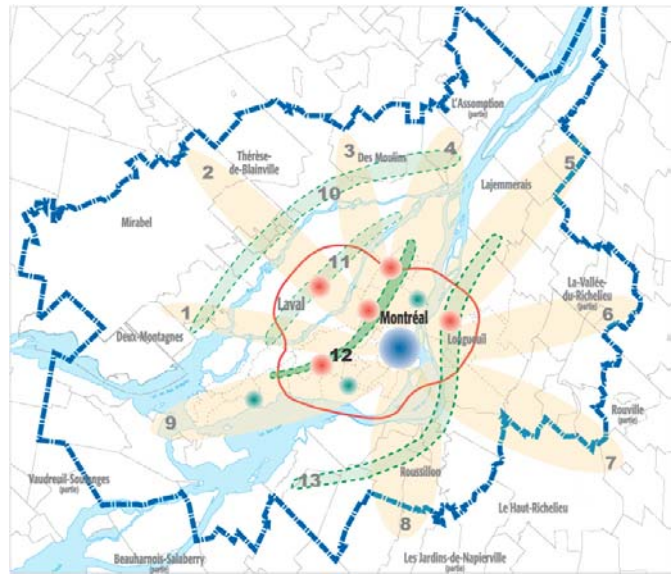 L'Assomption
(partie)
3
Des Moulins
4
5
Thérèse-
de-Blainville
2
Lajemmerais
10
Mirabel
11
La-Vallée-
du-Richelieu
(partie)
6
Laval
1
Montréal
Deux-Montagnes
Longueuil
12
9
Rouville
(partie)
7
Vaudreuil-Soulanges
(partie)
13
Roussillon
Le Haut-Richelieu
8
Beauharnois-Salaberry
(partie)
Les Jardins-de-Napierville
(partie)